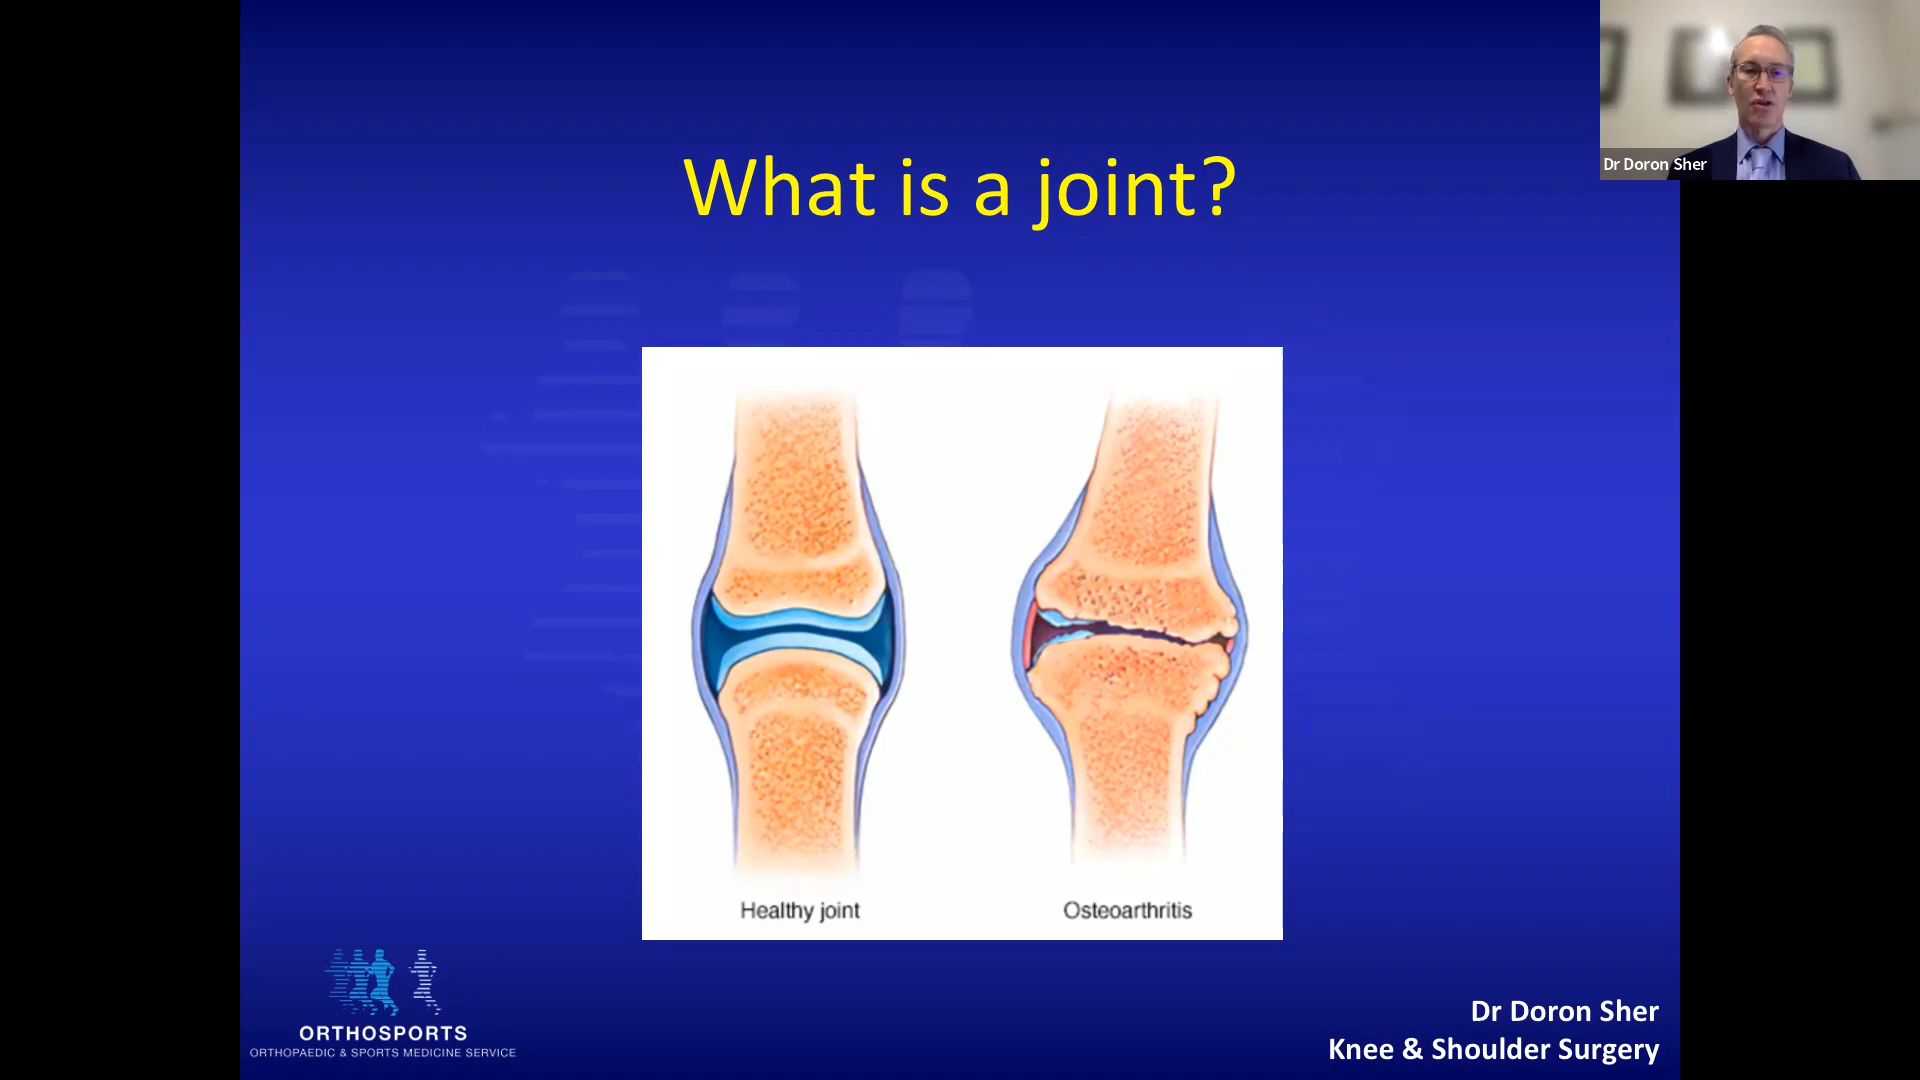 What is a joint?
Dr Doron Sher
Healthy joint
Osteoarthritis
ORTHOSPORTS
ORTHOPAEDIC & SPORTS MEDICINE SERVICE
Dr Doron Sher
Knee & Shoulder Surgery